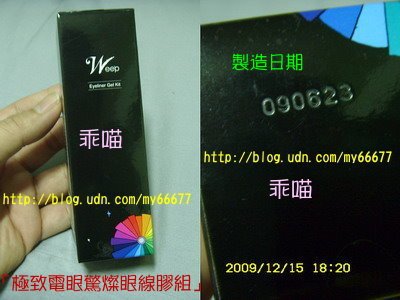 Weep
Eyeliner Gel Kit
乖喵
http://blog.udn.com/my66677
「極致電眼驚燦眼線膠組」
製造日期
090623
http://blog.udn.com/my66677
乖喵
2009/12/15 18:20